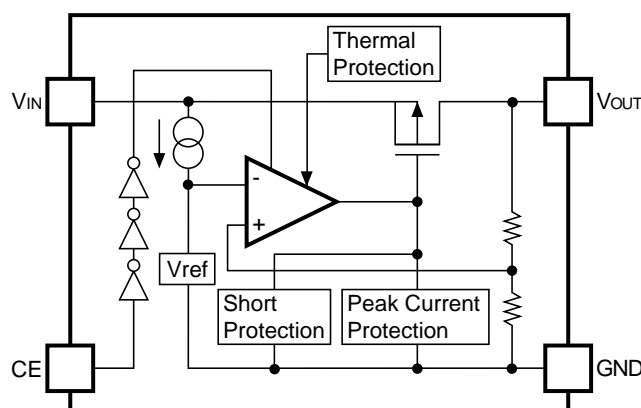 Thermal
Protection
VIN
VOUT
-
+
Vref
Short
Protection
Peak Current
Protection
CE
GND